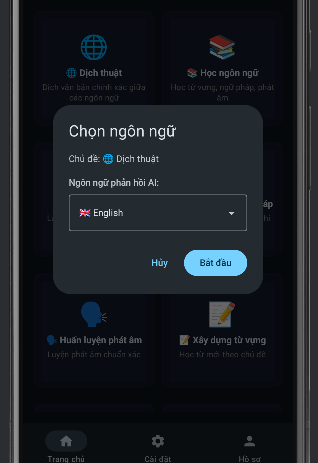 🌐 Dịch thuật
📚 Học ngôn ngữ
Dịch văn bản chính xác giữa
các ngôn ngữ
Học từ vựng, ngữ pháp, phát
âm
Chọn ngôn ngữ
Chủ đề: 🌐 Dịch thuật
Ngôn ngữ phản hồi AI:
🇬🇧 English
Hủy
Bắt đầu
🗣️ Huấn luyện phát âm
Luyện phát âm chuẩn xác
📝 Xây dựng từ vựng
Học từ mới theo chủ đề
Trang chủ
Cài đặt
Hồ sơ